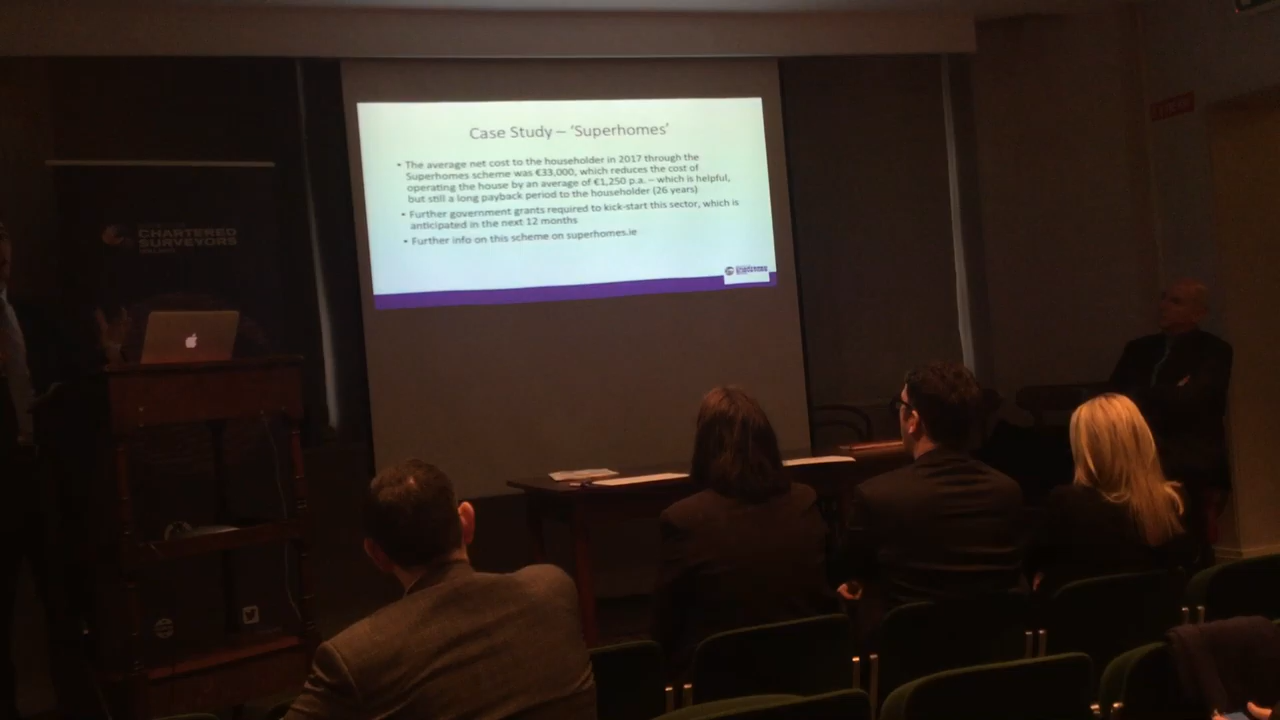 Case Study – 'Superhomes'
• The average net cost to the householder in 2017 through the
Superhomes scheme was €33,000, which reduces the cost of
operating the house by an average of €1,250 p.a. – which is helpful,
but still a long payback period to the householder (26 years)
• Further government grants required to kick-start this sector, which is
anticipated in the next 12 months
• Further info on this scheme on superhomes.ie
CHARTERED
SURVEYORS